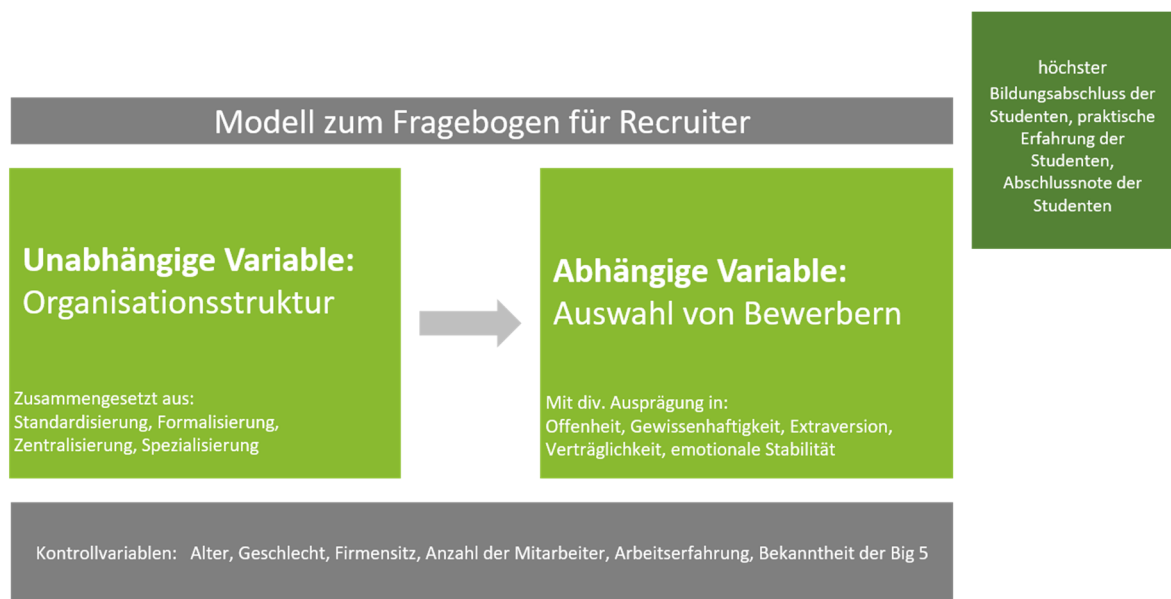 Modell zum Fragebogen für Recruiter
höchster
Bildungsabschluss der
Studenten, praktische
Erfahrung der
Studenten,
Abschlussnote der
Studenten
Unabhängige Variable:
Organisationsstruktur
Zusammengesetzt aus:
Standardisierung, Formalisierung,
Zentralisierung, Spezialisierung
Abhängige Variable:
Auswahl von Bewerbern
Mit div. Ausprägung in:
Offenheit, Gewissenhaftigkeit, Extraversion,
Verträglichkeit, emotionale Stabilität
Kontrollvariablen: Alter, Geschlecht, Firmensitz, Anzahl der Mitarbeiter, Arbeitserfahrung, Bekanntheit der Big 5